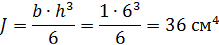 J = b · h³ / 6 = 1 · 6³ / 6 = 36 см⁴